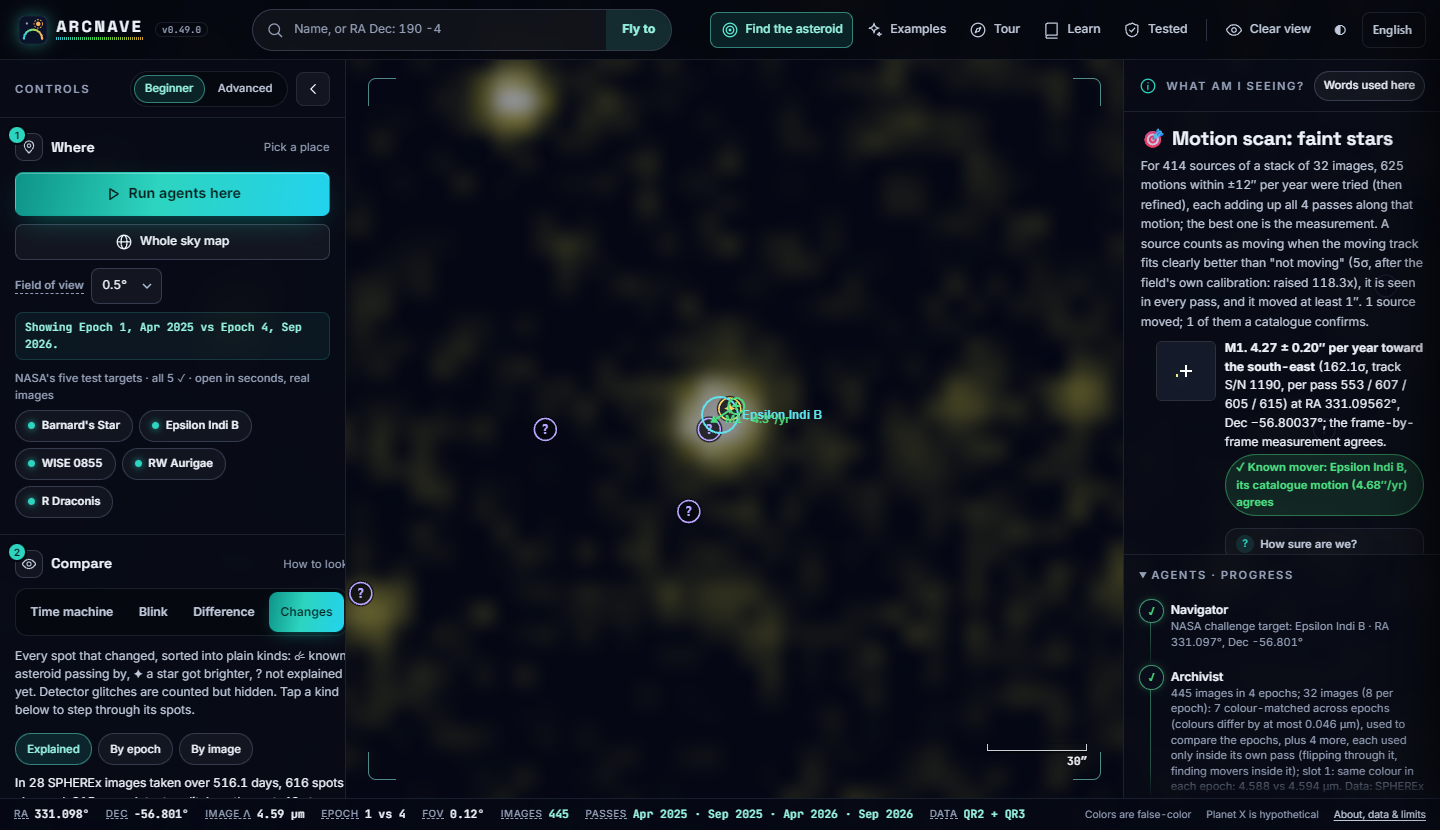 ARCNAVE v0.49.0 Name, or RA Dec: 190 -4 Fly to Find the asteroid Examples Tour Learn Tested Clear view English
CONTROLS Beginner Advanced
1
Where Pick a place
Run agents here
Whole sky map
Field of view 0.5°
Showing Epoch 1, Apr 2025 vs Epoch 4, Sep
2026.
NASA's five test targets · all 5 ✓ · open in seconds, real
images
Barnard's Star Epsilon Indi B
WISE 0855 RW Aurigae
R Draconis
2
Compare How to look
Time machine Blink Difference Changes
Every spot that changed, sorted into plain kinds: known
asteroid passing by, ✦ a star got brighter, ? not explained
yet. Detector glitches are counted but hidden. Tap a kind
below to step through its spots.
Explained By epoch By image
In 28 SPHEREx images taken over 516.1 days, 616 spots
Epsilon Indi B
?
?
?
?
30″
WHAT AM I SEEING? Words used here
🎯 Motion scan: faint stars
For 414 sources of a stack of 32 images, 625
motions within ±12″ per year were tried (then
refined), each adding up all 4 passes along that
motion; the best one is the measurement. A
source counts as moving when the moving track
fits clearly better than "not moving" (5σ, after the
field's own calibration: raised 118.3x), it is seen
in every pass, and it moved at least 1″. 1 source
moved; 1 of them a catalogue confirms.
M1. 4.27 ± 0.20″ per year toward
the south-east (162.1σ, track
S/N 1190, per pass 553 / 607 /
605 / 615) at RA 331.09562°,
Dec −56.80037°; the frame-by-
frame measurement agrees.
✓ Known mover: Epsilon Indi B,
its catalogue motion (4.68″/yr)
agrees
? How sure are we?
▼ AGENTS · PROGRESS
✓ Navigator
NASA challenge target: Epsilon Indi B · RA
331.097°, Dec −56.801°
✓ Archivist
445 images in 4 epochs; 32 images (8 per
epoch): 7 colour-matched across epochs
(colours differ by at most 0.046 µm), used to
compare the epochs, plus 4 more, each used
only inside its own pass (flipping through it,
finding movers inside it); slot 1: same colour in
each epoch: 4.588 vs 4.594 µm. Data: SPHEREx
RA 331.098° DEC -56.801° IMAGE Λ 4.59 µm EPOCH 1 vs 4 FOV 0.12° IMAGES 445 PASSES Apr 2025 · Sep 2025 · Apr 2026 · Sep 2026 DATA QR2 + QR3 Colors are false-color Planet X is hypothetical About, data & limits